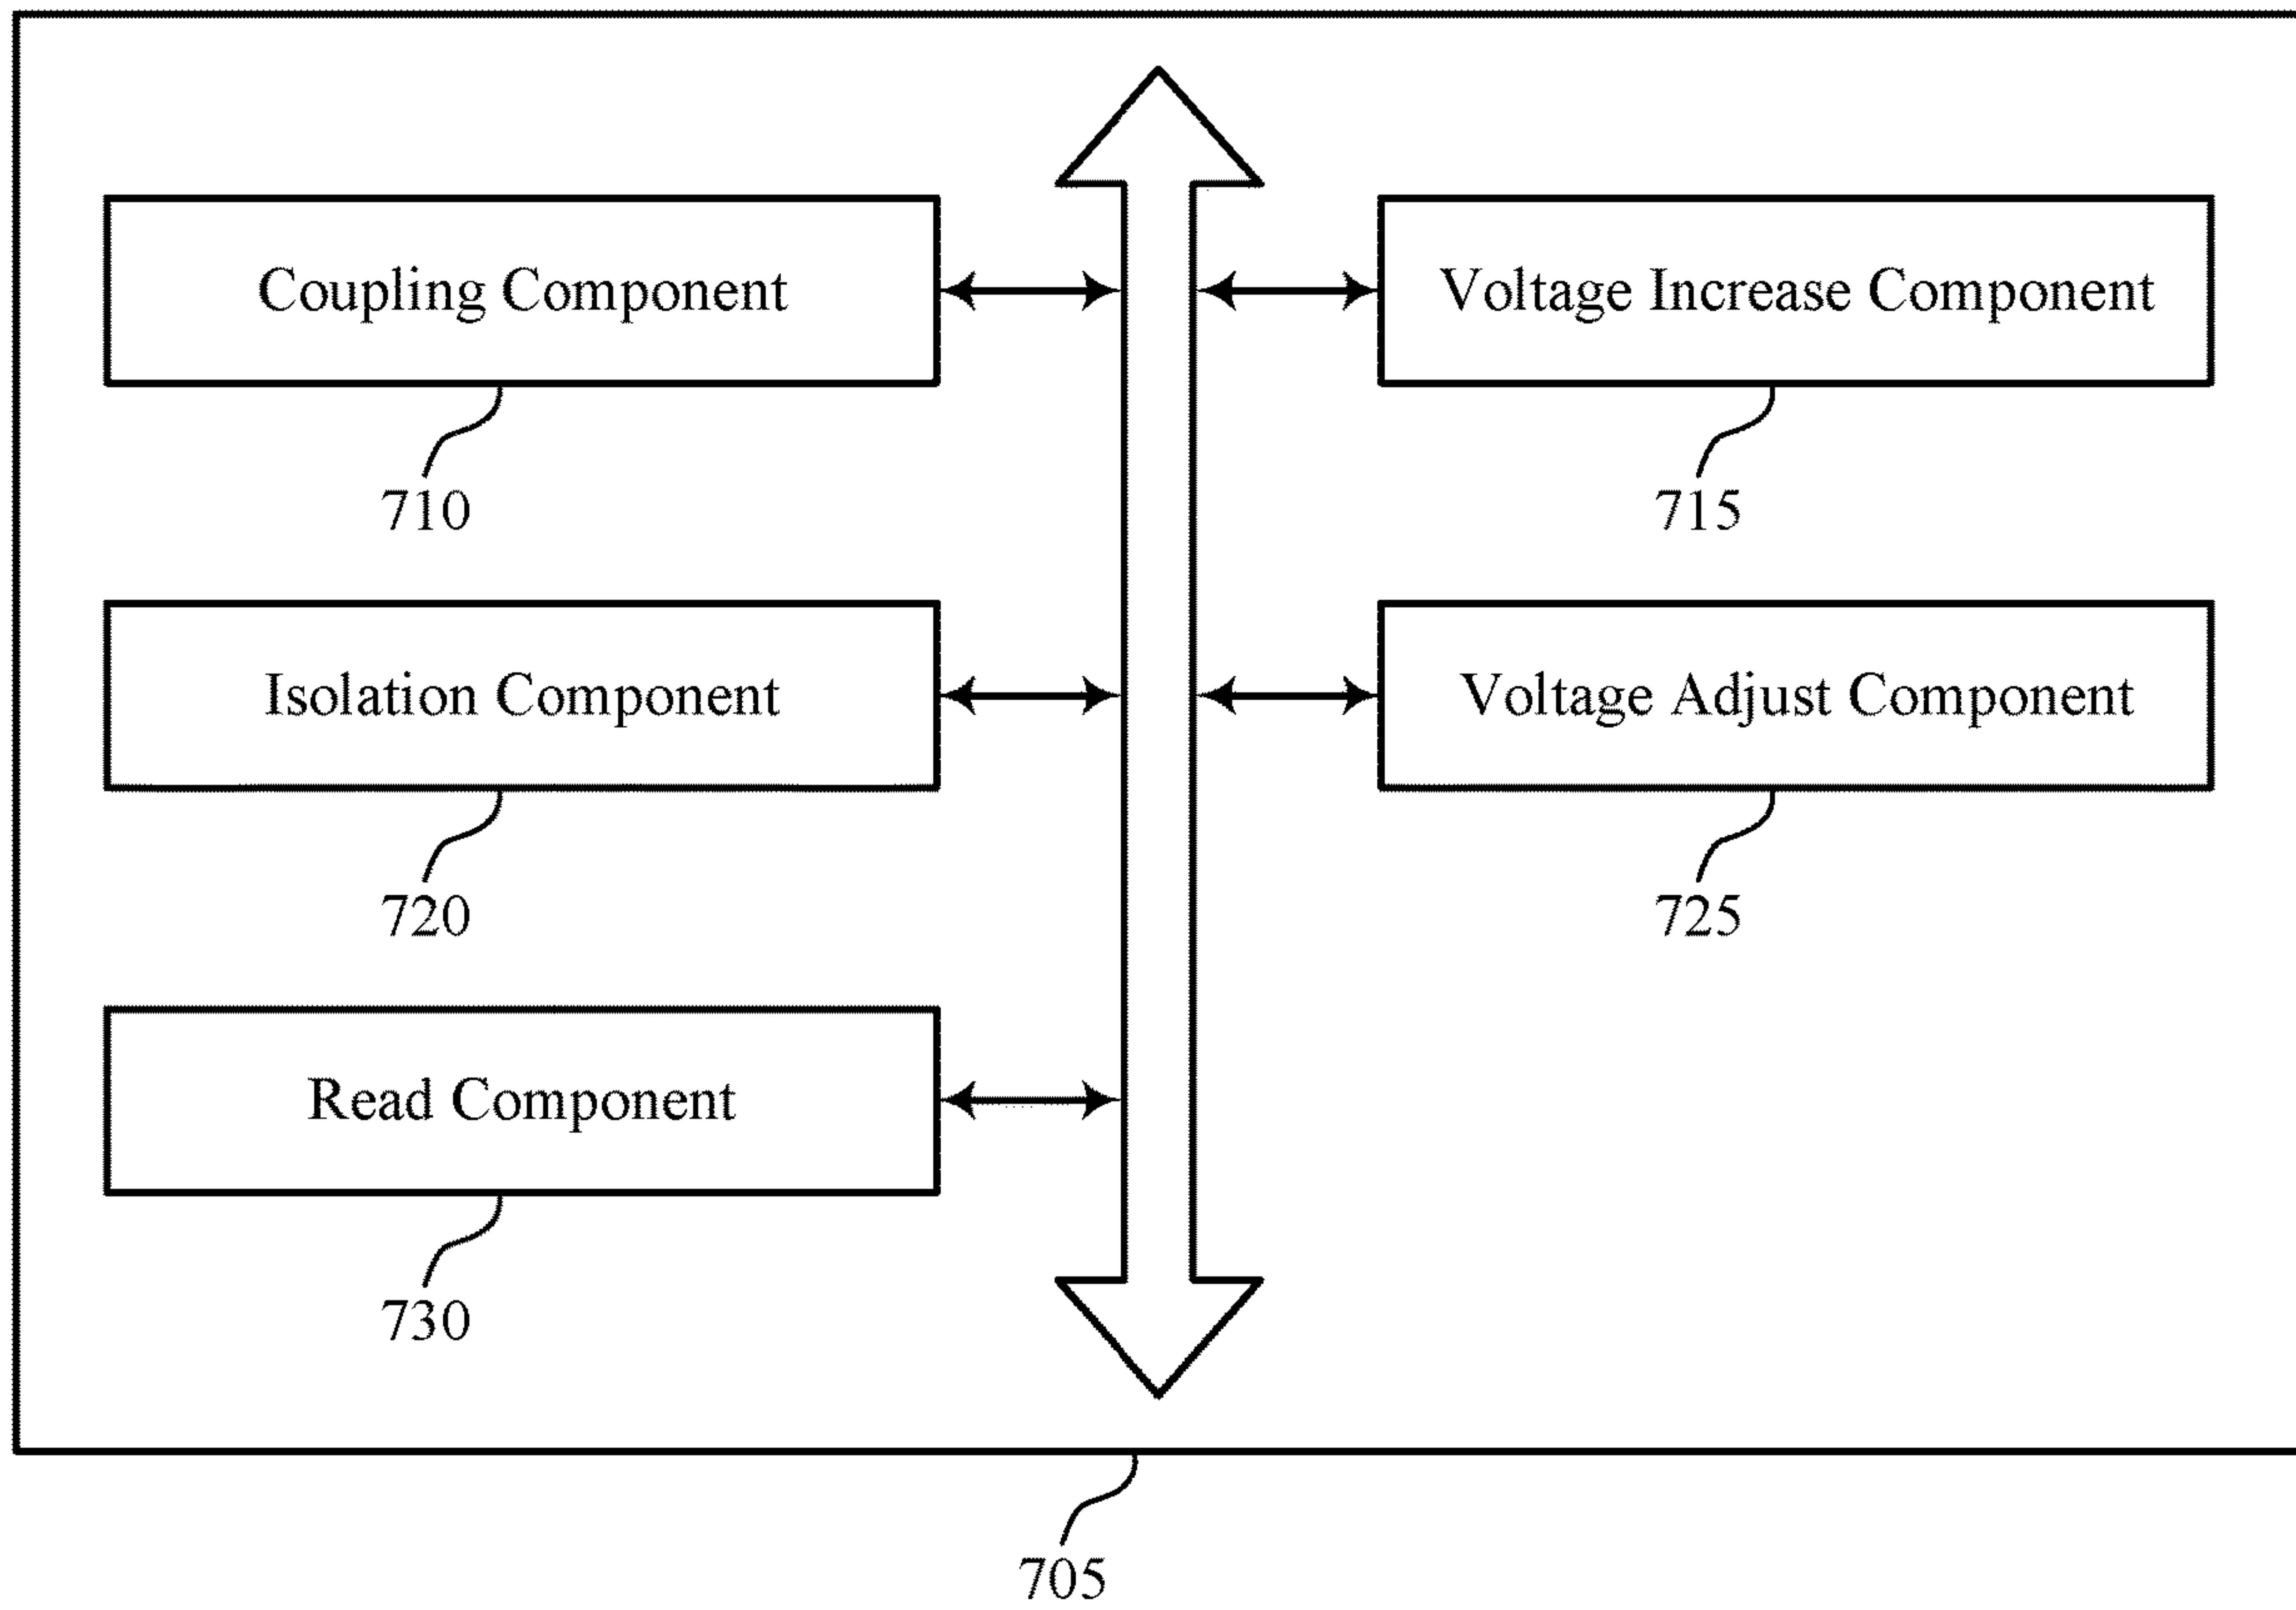 Coupling Component
Voltage Increase Component
710
715
Isolation Component
Voltage Adjust Component
720
725
Read Component
730
705